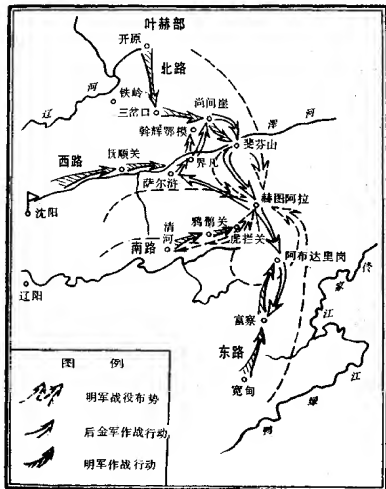 叶赫部
开原
北路
辽河
铁岭
三岔口
尚间崖
斡辉鄂模
浑河
斐芬山
西路
抚顺关
界凡
萨尔浒
沈阳
赫图阿拉
鸦鹘关
清河
南路
虎拦关
阿布达里岗
辽阳
佟家江
富察
东路
宽甸
鸭绿江
图例
明军战役布势
后金军作战行动
明军作战行动